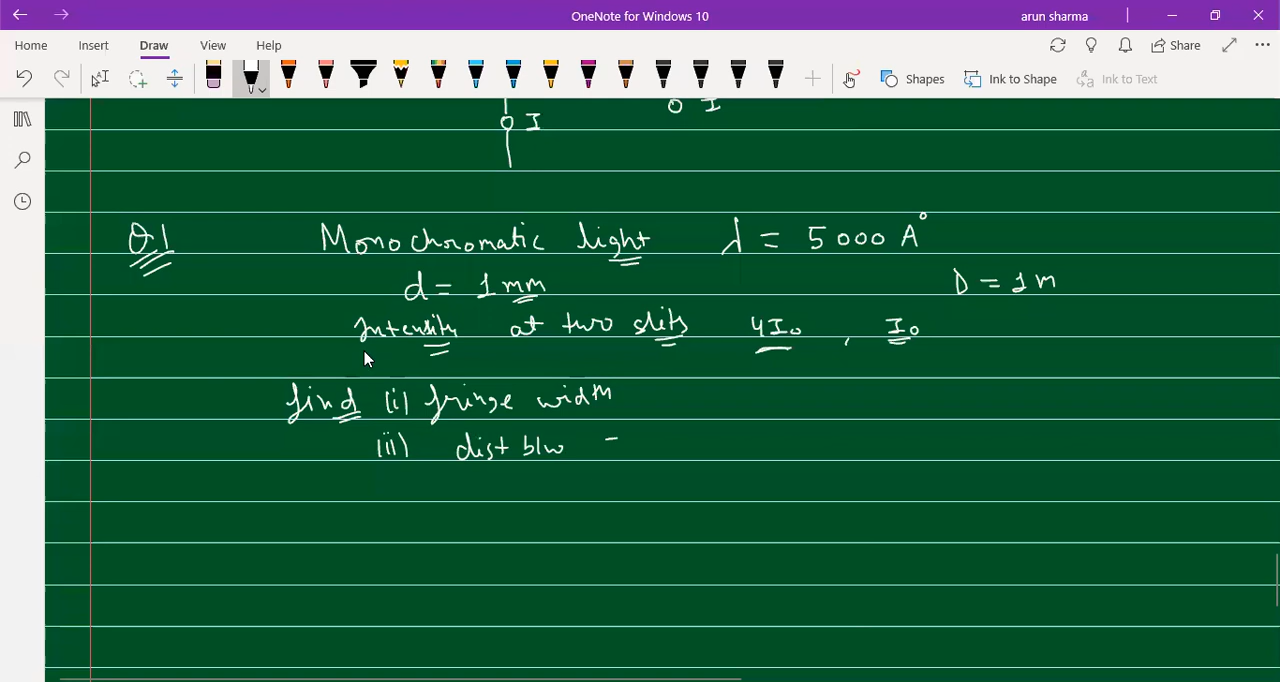 OneNote for Windows 10
arun sharma
Home Insert Draw View Help
Share
Shapes Ink to Shape Ink to Text
I I
Q.1 Monochromatic light λ = 5000 A°
d = 1 mm D = 1 m
Intensity at two slits 4I₀ , I₀
find (i) fringe width
(ii) dist b/w